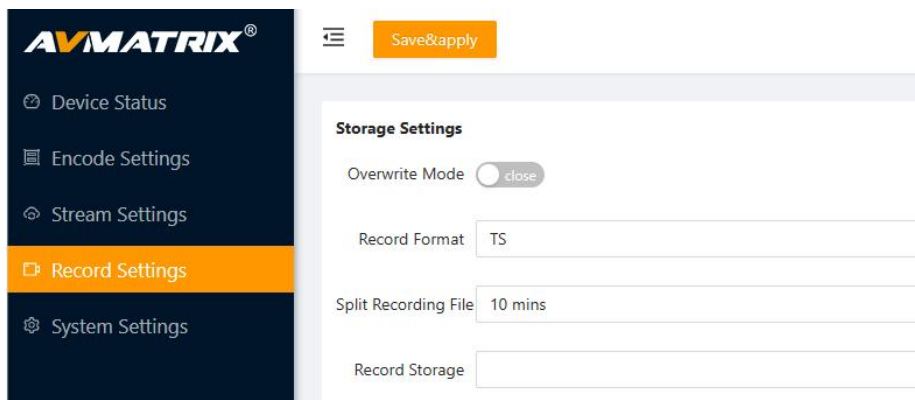 AVMATRIX®
Save&apply
Device Status
Encode Settings
Stream Settings
Record Settings
System Settings
Storage Settings
Overwrite Mode close
Record Format TS
Split Recording File 10 mins
Record Storage